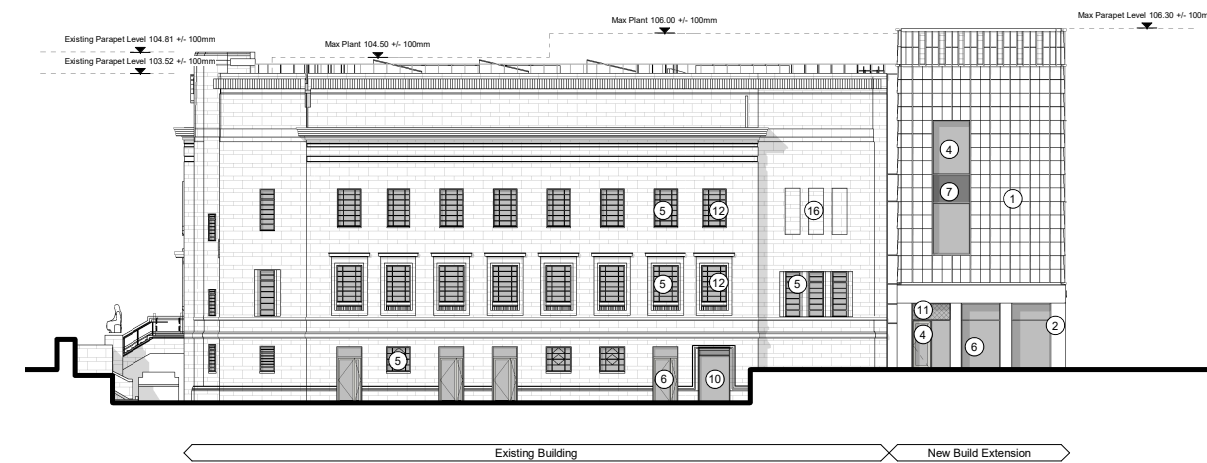 Max Parapet Level 106.30 +/- 100m
Max Plant 106.00 +/- 100mm
Existing Parapet Level 104.81 +/- 100mm
Max Plant 104.50 +/- 100mm
Existing Parapet Level 103.52 +/- 100mm
4
7
1
5
12
16
5
12
5
11
2
4
6
5
6
10
Existing Building
New Build Extension